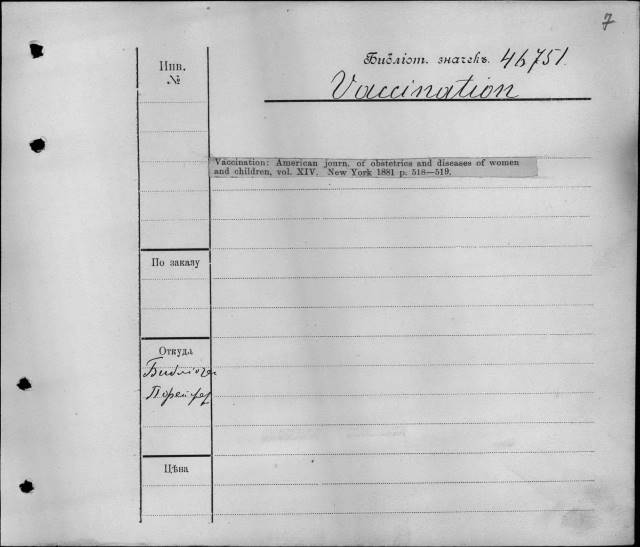 7
Инв.
№
Библіот. значекъ. 46751.
Vaccination
Vaccination: American journ. of obstetrics and diseases of women
and children, vol. XIV. New York 1881 p. 518—519.
По заказу
Откуда
Цѣна